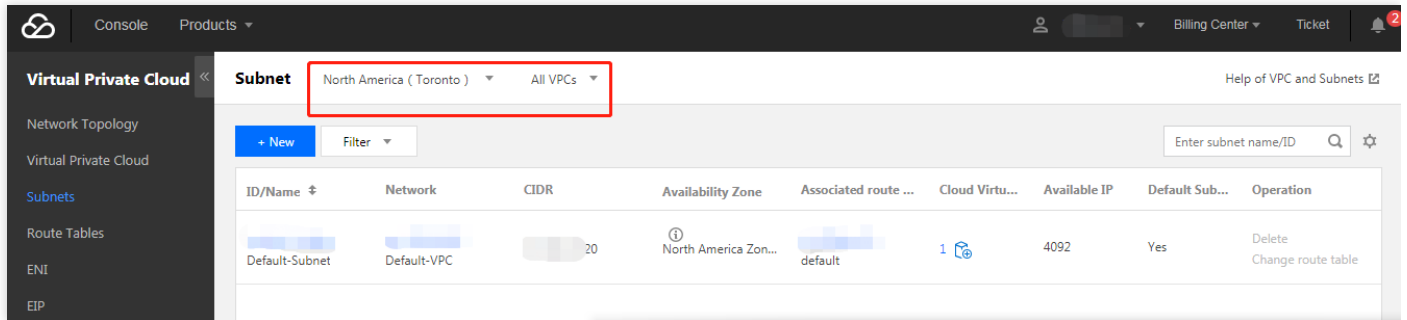 Console Products Billing Center Ticket 2
Virtual Private Cloud « Subnet North America ( Toronto ) All VPCs Help of VPC and Subnets
Network Topology
+ New Filter Enter subnet name/ID
Virtual Private Cloud
Subnets
ID/Name Network CIDR Availability Zone Associated route ... Cloud Virtu... Available IP Default Sub... Operation
Route Tables
20 North America Zon... 1 4092 Yes Delete
Default-Subnet Default-VPC default Change route table
ENI
EIP